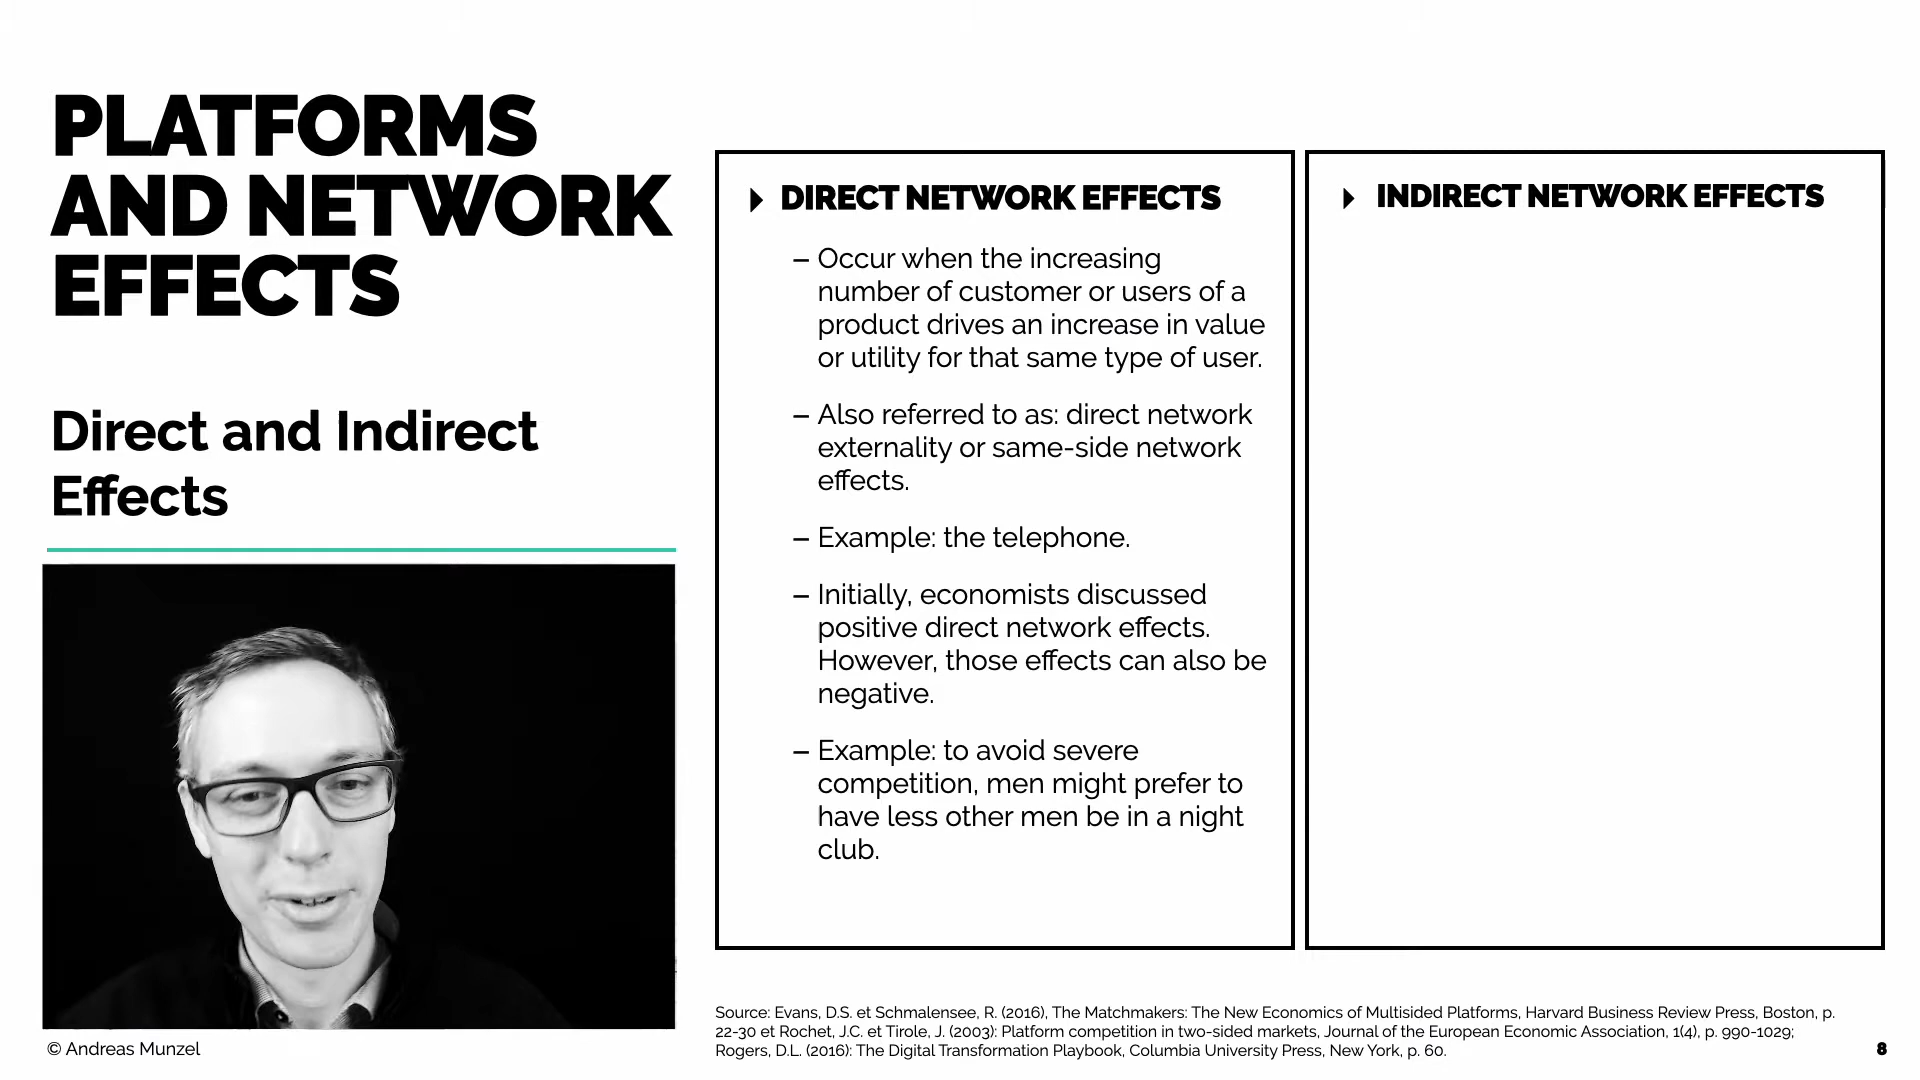 PLATFORMS
AND NETWORK
EFFECTS
Direct and Indirect
Effects
© Andreas Munzel
DIRECT NETWORK EFFECTS
– Occur when the increasing
number of customer or users of a
product drives an increase in value
or utility for that same type of user.
– Also referred to as: direct network
externality or same-side network
effects.
– Example: the telephone.
– Initially, economists discussed
positive direct network effects.
However, those effects can also be
negative.
– Example: to avoid severe
competition, men might prefer to
have less other men be in a night
club.
INDIRECT NETWORK EFFECTS
Source: Evans, D.S. et Schmalensee, R. (2016), The Matchmakers: The New Economics of Multisided Platforms, Harvard Business Review Press, Boston, p.
22-30 et Rochet, J.C. et Tirole, J. (2003): Platform competition in two-sided markets, Journal of the European Economic Association, 1(4), p. 990-1029;
Rogers, D.L. (2016): The Digital Transformation Playbook, Columbia University Press, New York, p. 60.
8